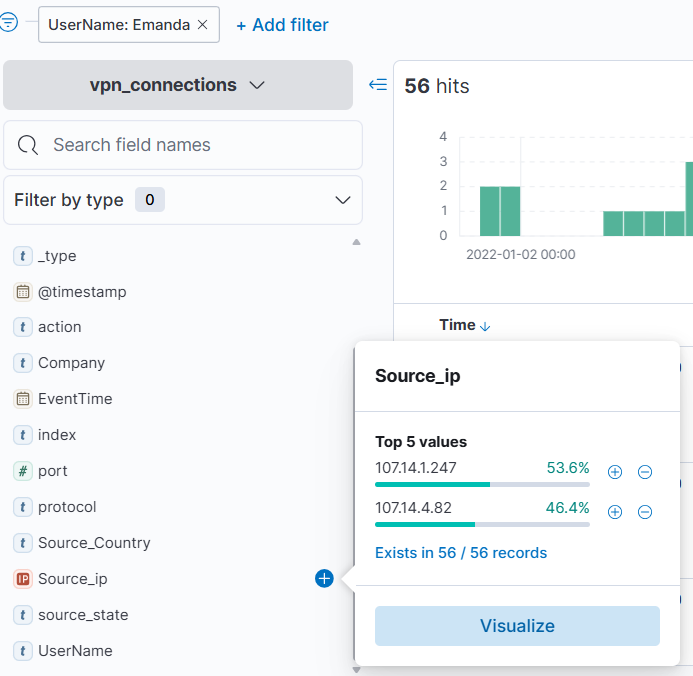 UserName: Emanda ×
+ Add filter
vpn_connections
56 hits
Search field names
Filter by type 0
t _type
@timestamp
t action
t Company
EventTime
t index
# port
t protocol
t Source_Country
IP Source_ip
t source_state
t UserName
4
3
2
1
0
2022-01-02 00:00
Time ↓
Source_ip
Top 5 values
107.14.1.247 53.6%
107.14.4.82 46.4%
Exists in 56 / 56 records
Visualize